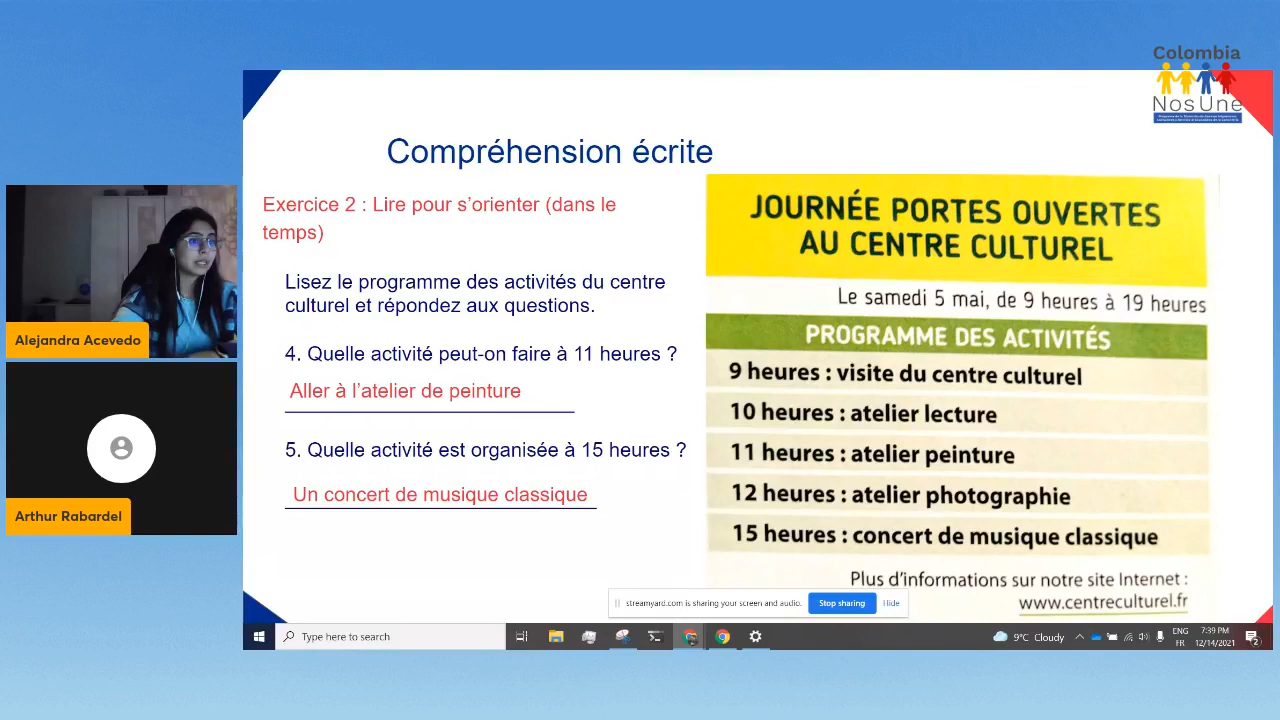 Colombia
NosUne
Compréhension écrite
Exercice 2 : Lire pour s’orienter (dans le
temps)
Lisez le programme des activités du centre
culturel et répondez aux questions.
4. Quelle activité peut-on faire à 11 heures ?
Aller à l’atelier de peinture
5. Quelle activité est organisée à 15 heures ?
Un concert de musique classique
JOURNÉE PORTES OUVERTES
AU CENTRE CULTUREL
Le samedi 5 mai, de 9 heures à 19 heures
PROGRAMME DES ACTIVITÉS
9 heures : visite du centre culturel
10 heures : atelier lecture
11 heures : atelier peinture
12 heures : atelier photographie
15 heures : concert de musique classique
Plus d’informations sur notre site Internet :
www.centreculturel.fr
Alejandra Acevedo
Arthur Rabardel
streamyard.com is sharing your screen and audio.
Stop sharing
Hide
Type here to search
9°C Cloudy
ENG
FR
7:39 PM
12/14/2021
2